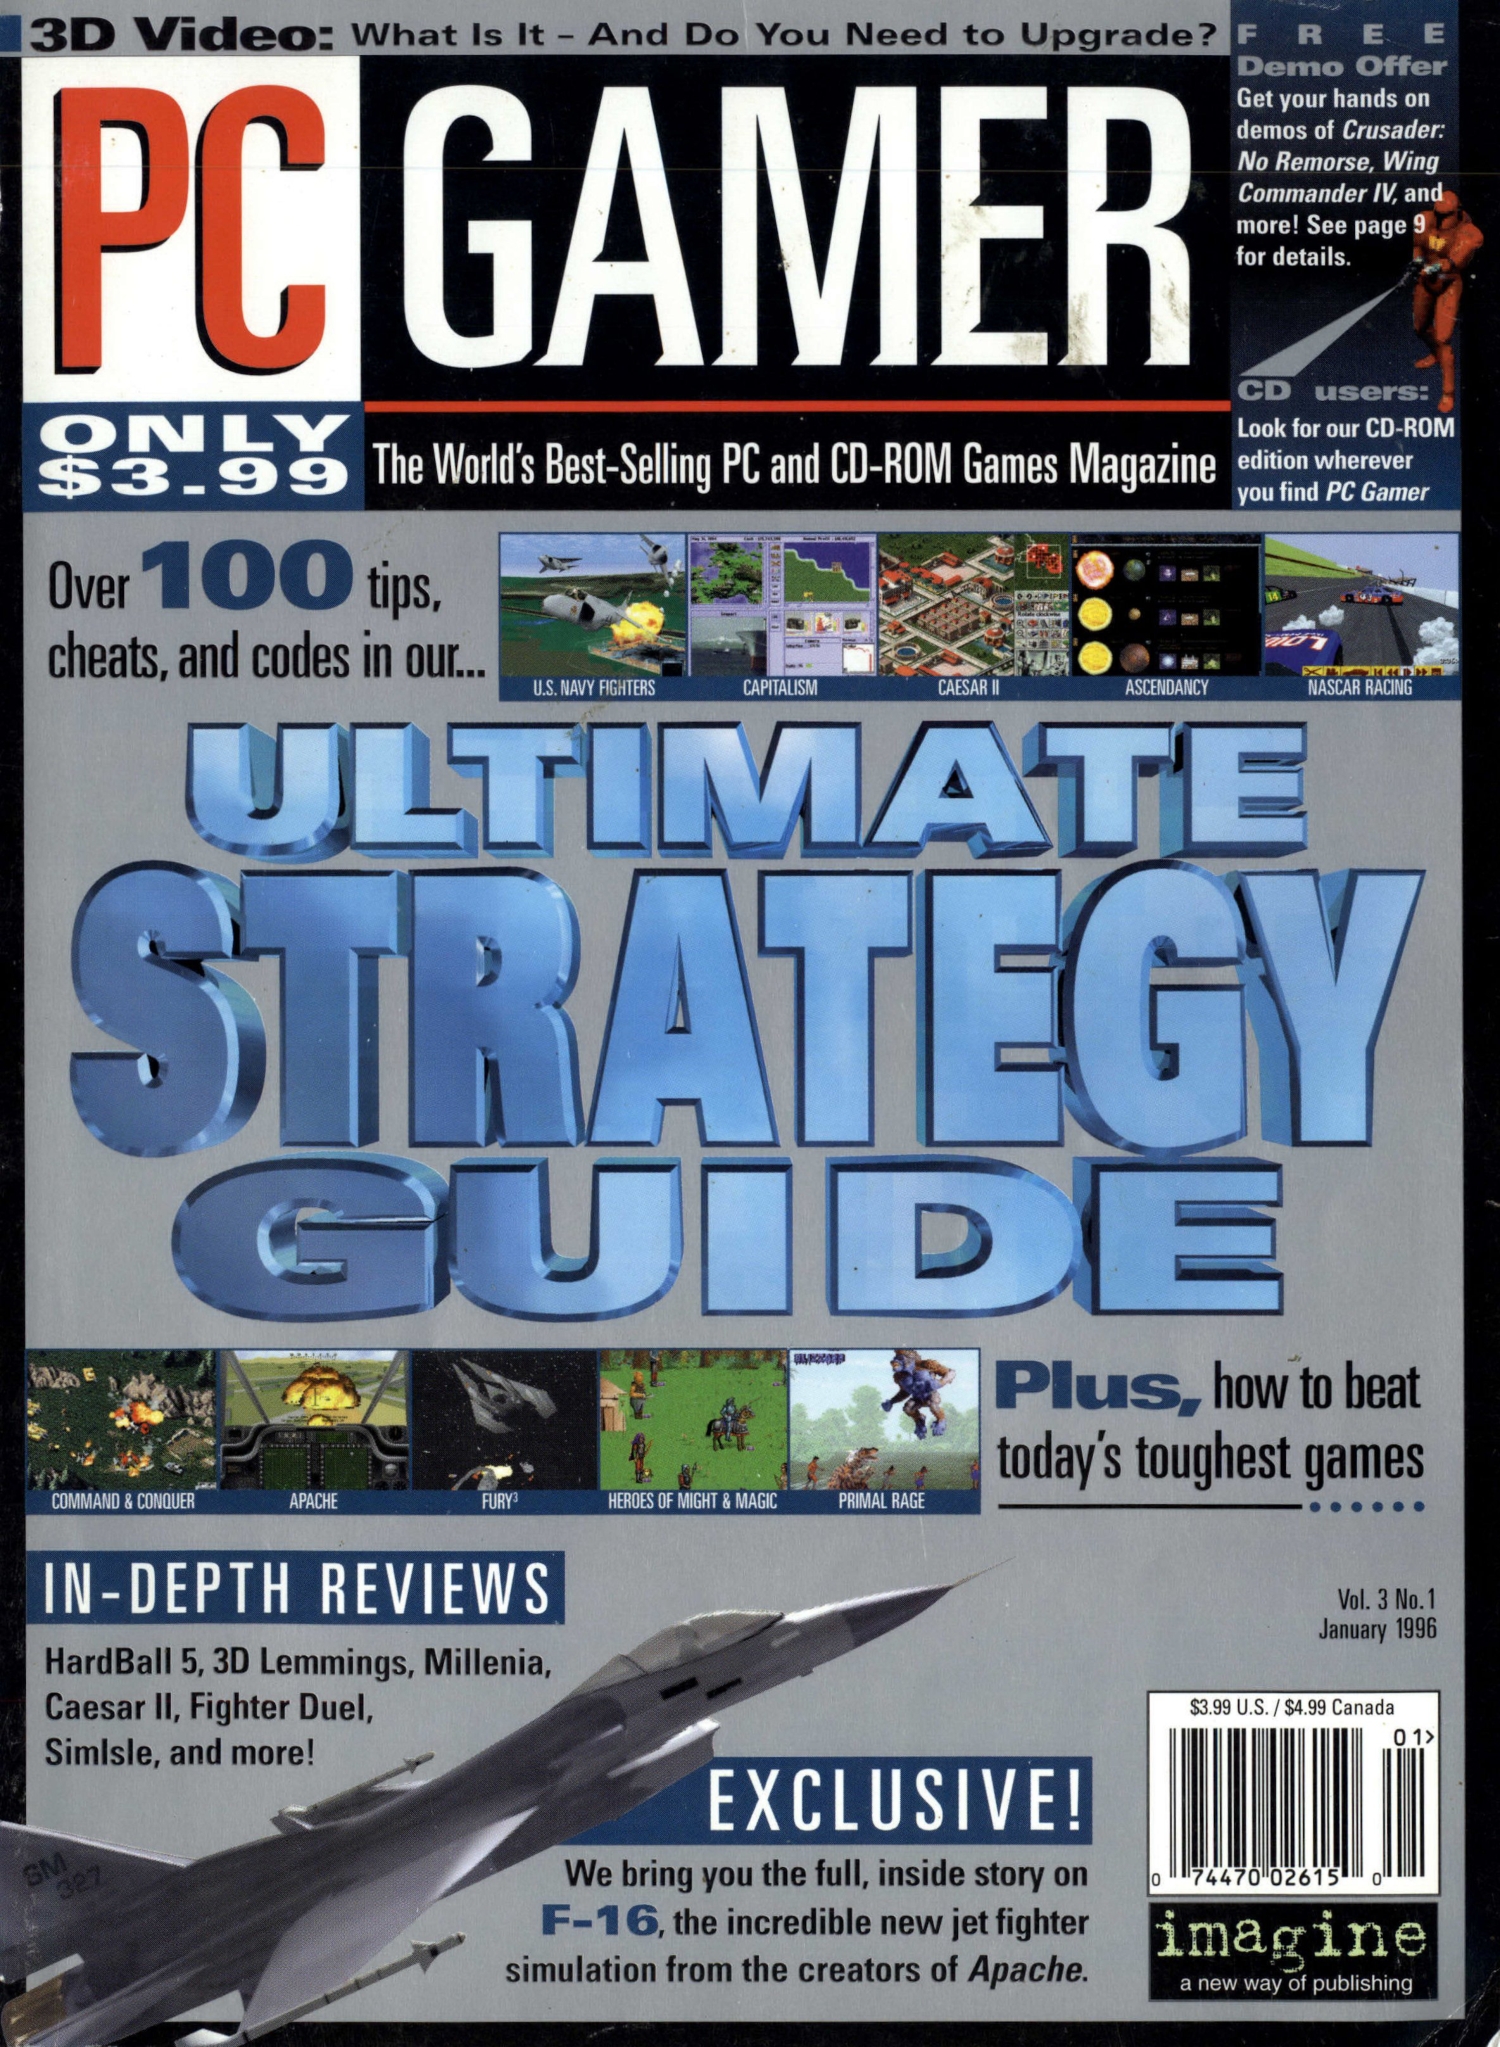 3D Video: What Is It – And Do You Need to Upgrade?
PC GAMER
ONLY
$3.99
The World's Best-Selling PC and CD-ROM Games Magazine
FREE
Demo Offer
Get your hands on
demos of Crusader:
No Remorse, Wing
Commander IV, and
more! See page 9
for details.
CD users:
Look for our CD-ROM
edition wherever
you find PC Gamer
Over 100 tips,
cheats, and codes in our...
U.S. NAVY FIGHTERS
CAPITALISM
CAESAR II
ASCENDANCY
NASCAR RACING
ULTIMATE
STRATEGY
GUIDE
COMMAND & CONQUER
APACHE
FURY³
HEROES OF MIGHT & MAGIC
PRIMAL RAGE
Plus, how to beat
today's toughest games
IN-DEPTH REVIEWS
HardBall 5, 3D Lemmings, Millenia,
Caesar II, Fighter Duel,
SimIsle, and more!
Vol. 3 No.1
January 1996
EXCLUSIVE!
We bring you the full, inside story on
F-16, the incredible new jet fighter
simulation from the creators of Apache.
SM
327
$3.99 U.S. / $4.99 Canada
01>
0 74470 02615 0
imagine
a new way of publishing